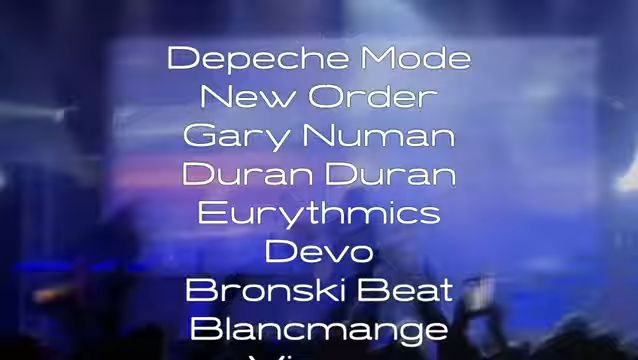 Depeche Mode
New Order
Gary Numan
Duran Duran
Eurythmics
Devo
Bronski Beat
Blancmange